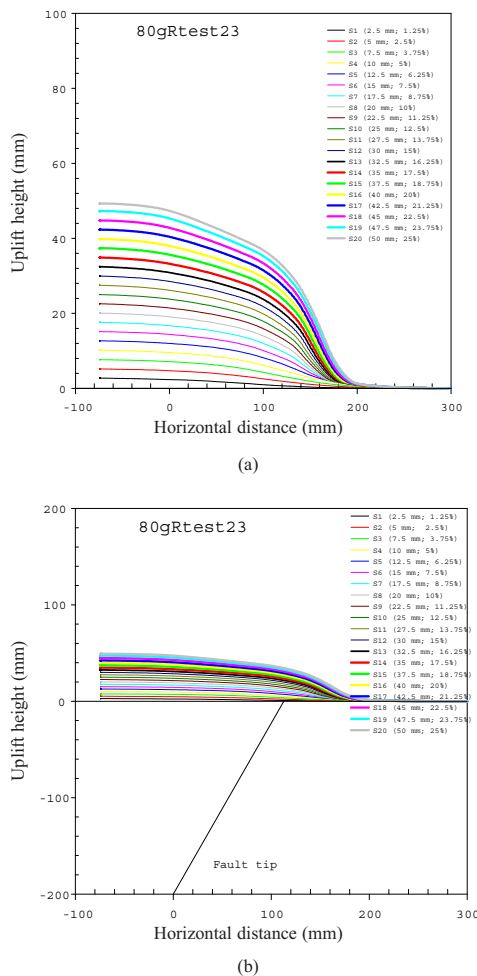 80gRtest23
100
80
60
40
20
0
Uplift height (mm)
S1 (2.5 mm; 1.25%)
S2 (5 mm; 2.5%)
S3 (7.5 mm; 3.75%)
S4 (10 mm; 5%)
S5 (12.5 mm; 6.25%)
S6 (15 mm; 7.5%)
S7 (17.5 mm; 8.75%)
S8 (20 mm; 10%)
S9 (22.5 mm; 11.25%)
S10 (25 mm; 12.5%)
S11 (27.5 mm; 13.75%)
S12 (30 mm; 15%)
S13 (32.5 mm; 16.25%)
S14 (35 mm; 17.5%)
S15 (37.5 mm; 18.75%)
S16 (40 mm; 20%)
S17 (42.5 mm; 21.25%)
S18 (45 mm; 22.5%)
S19 (47.5 mm; 23.75%)
S20 (50 mm; 25%)
-100 0 100 200 300
Horizontal distance (mm)
(a)
80gRtest23
200
100
0
-100
-200
Uplift height (mm)
S1 (2.5 mm; 1.25%)
S2 (5 mm; 2.5%)
S3 (7.5 mm; 3.75%)
S4 (10 mm; 5%)
S5 (12.5 mm; 6.25%)
S6 (15 mm; 7.5%)
S7 (17.5 mm; 8.75%)
S8 (20 mm; 10%)
S9 (22.5 mm; 11.25%)
S10 (25 mm; 12.5%)
S11 (27.5 mm; 13.75%)
S12 (30 mm; 15%)
S13 (32.5 mm; 16.25%)
S14 (35 mm; 17.5%)
S15 (37.5 mm; 18.75%)
S16 (40 mm; 20%)
S17 (42.5 mm; 21.25%)
S18 (45 mm; 22.5%)
S19 (47.5 mm; 23.75%)
S20 (50 mm; 25%)
Fault tip
-100 0 100 200 300
Horizontal distance (mm)
(b)